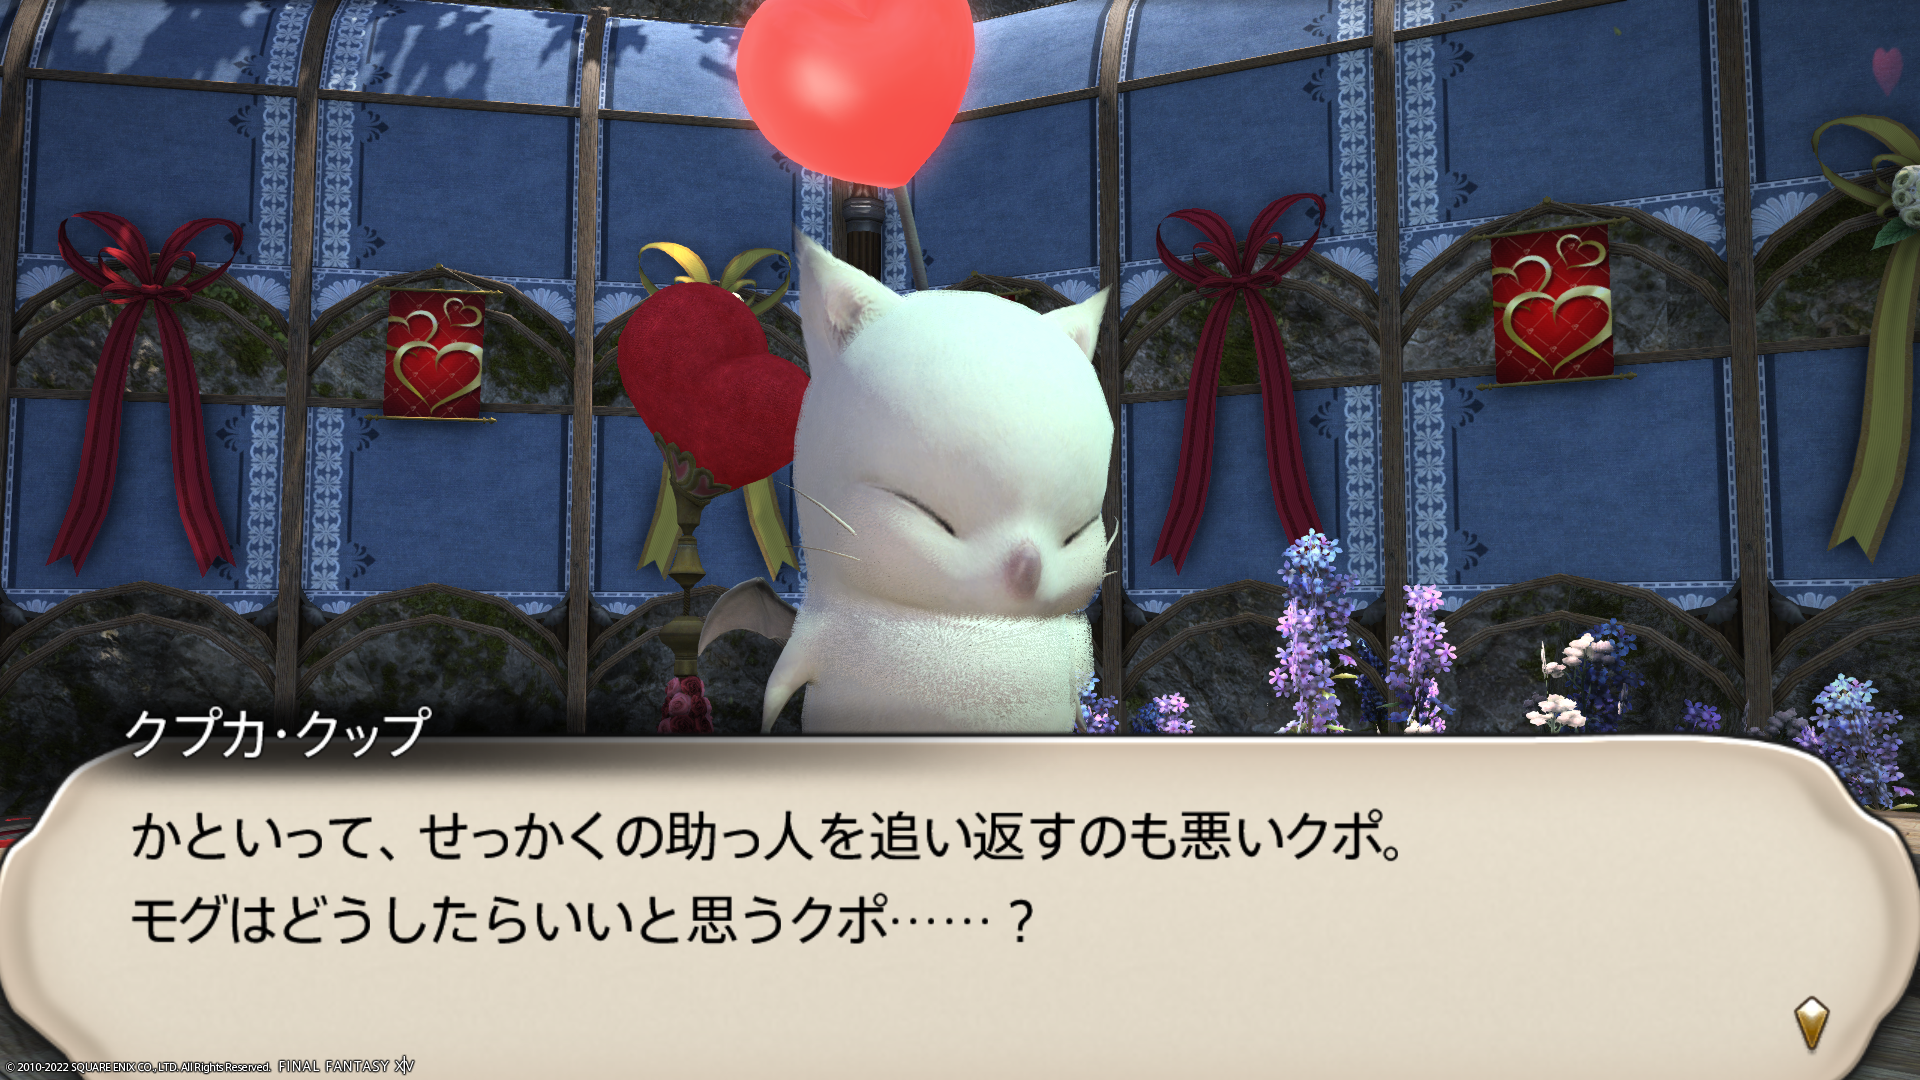 クプカ・クップ
かといって、せっかくの助っ人を追い返すのも悪いクポ。
モグはどうしたらいいと思うクポ……？
© 2010-2022 SQUARE ENIX CO., LTD. All Rights Reserved. FINAL FANTASY XIV